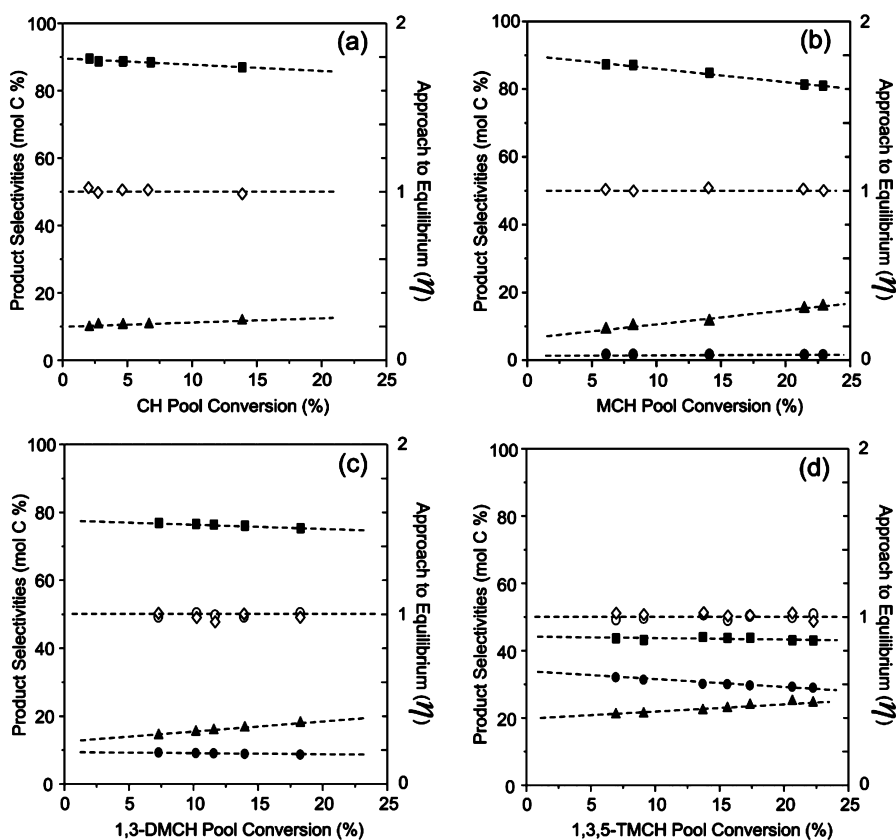 (a)
Product Selectivities (mol C %)
100
80
60
40
20
10
0
2
1
0
Approach to Equilibrium (η)
0 5 10 15 20 25
CH Pool Conversion (%)
(b)
Product Selectivities (mol C %)
100
80
60
40
20
10
0
2
1
0
Approach to Equilibrium (η)
0 5 10 15 20 25
MCH Pool Conversion (%)
(c)
Product Selectivities (mol C %)
100
80
60
40
20
0
2
1
0
Approach to Equilibrium (η)
0 5 10 15 20 25
1,3-DMCH Pool Conversion (%)
(d)
Product Selectivities (mol C %)
100
80
60
40
20
0
2
1
0
Approach to Equilibrium (η)
0 5 10 15 20 25
1,3,5-TMCH Pool Conversion (%)